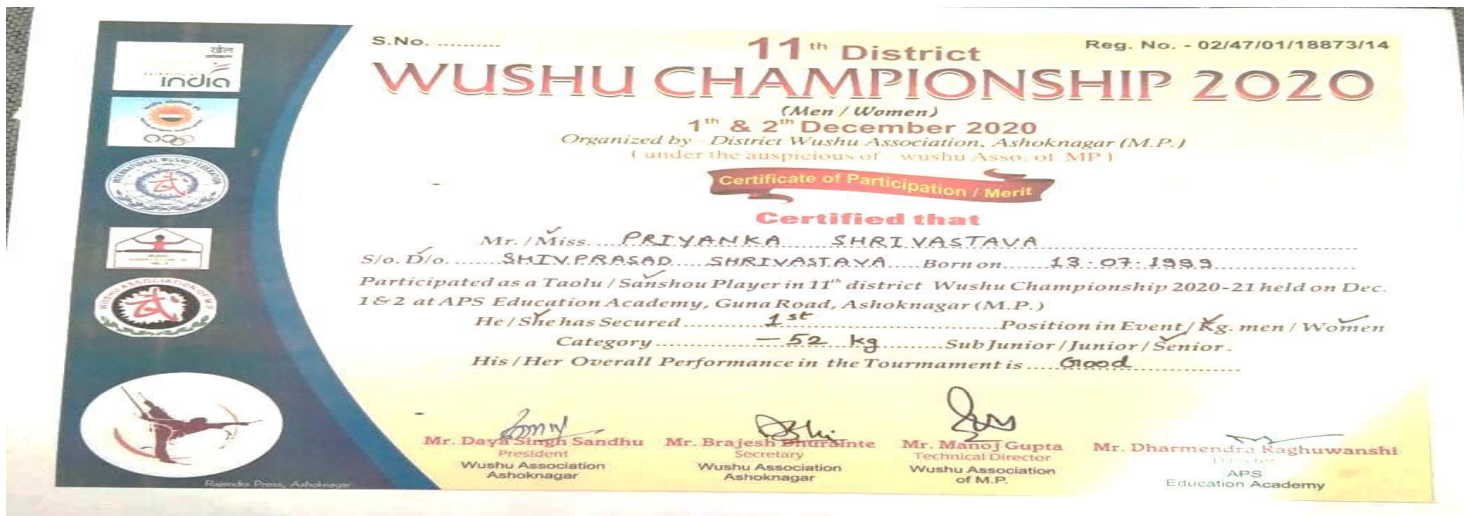 S.No. ..........
Reg. No. - 02/47/01/18873/14
11th District
WUSHU CHAMPIONSHIP 2020
(Men / Women)
1th & 2th December 2020
Organized by District Wushu Association, Ashoknagar (M.P.)
( under the auspicious of wushu Asso. of MP )
Certificate of Participation / Merit
Certified that
Mr. / Miss. PRIYANKA SHRIVASTAVA
S/o. D/o. SHIVPRASAD SHRIVASTAVA Born on 13.07.1999
Participated as a Taolu / Sanshou Player in 11th district Wushu Championship 2020-21 held on Dec.
1 & 2 at APS Education Academy, Guna Road, Ashoknagar (M.P.)
He / She has Secured 1st Position in Event / Kg. men / Women
Category - 52 kg Sub Junior / Junior / Senior.
His / Her Overall Performance in the Tourmament is Good
Mr. Daya Singh Sandhu
President
Wushu Association
Ashoknagar
Mr. Brajesh Dhurainte
Secretary
Wushu Association
Ashoknagar
Mr. Manoj Gupta
Technical Director
Wushu Association
of M.P.
Mr. Dharmendra Raghuwanshi
APS
Education Academy
खेल
india
INTERNATIONAL WUSHU FEDERATION
WUSHU ASSOCIATION OF M.P.
Rajendra Press, Ashoknagar